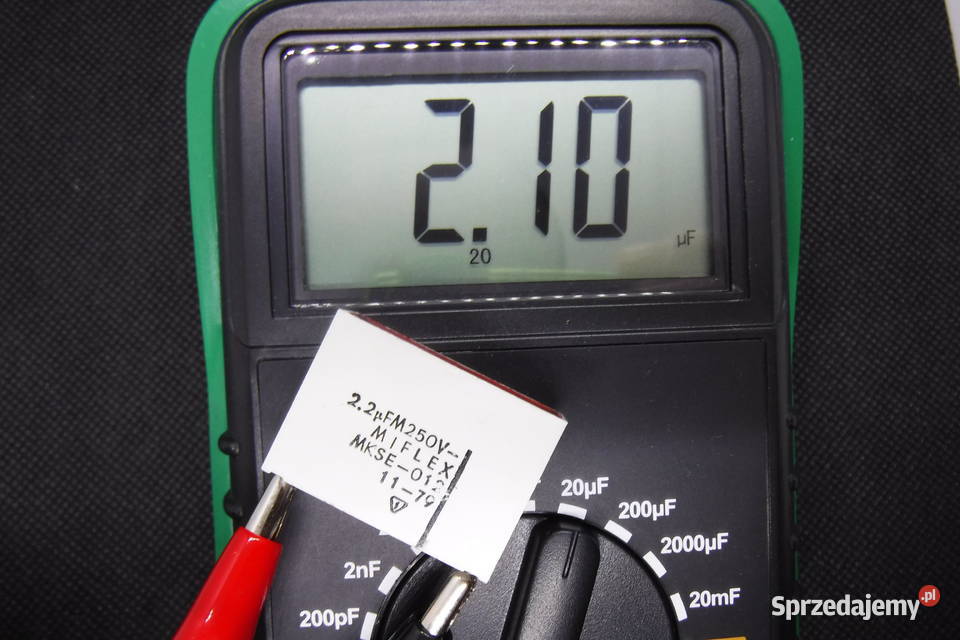 2.10
20
µF
2.2µFM250V--
MIFLEX
MKSE-012
11-79
20µF
200µF
2000µF
20mF
2nF
200pF
Sprzedajemy.pl